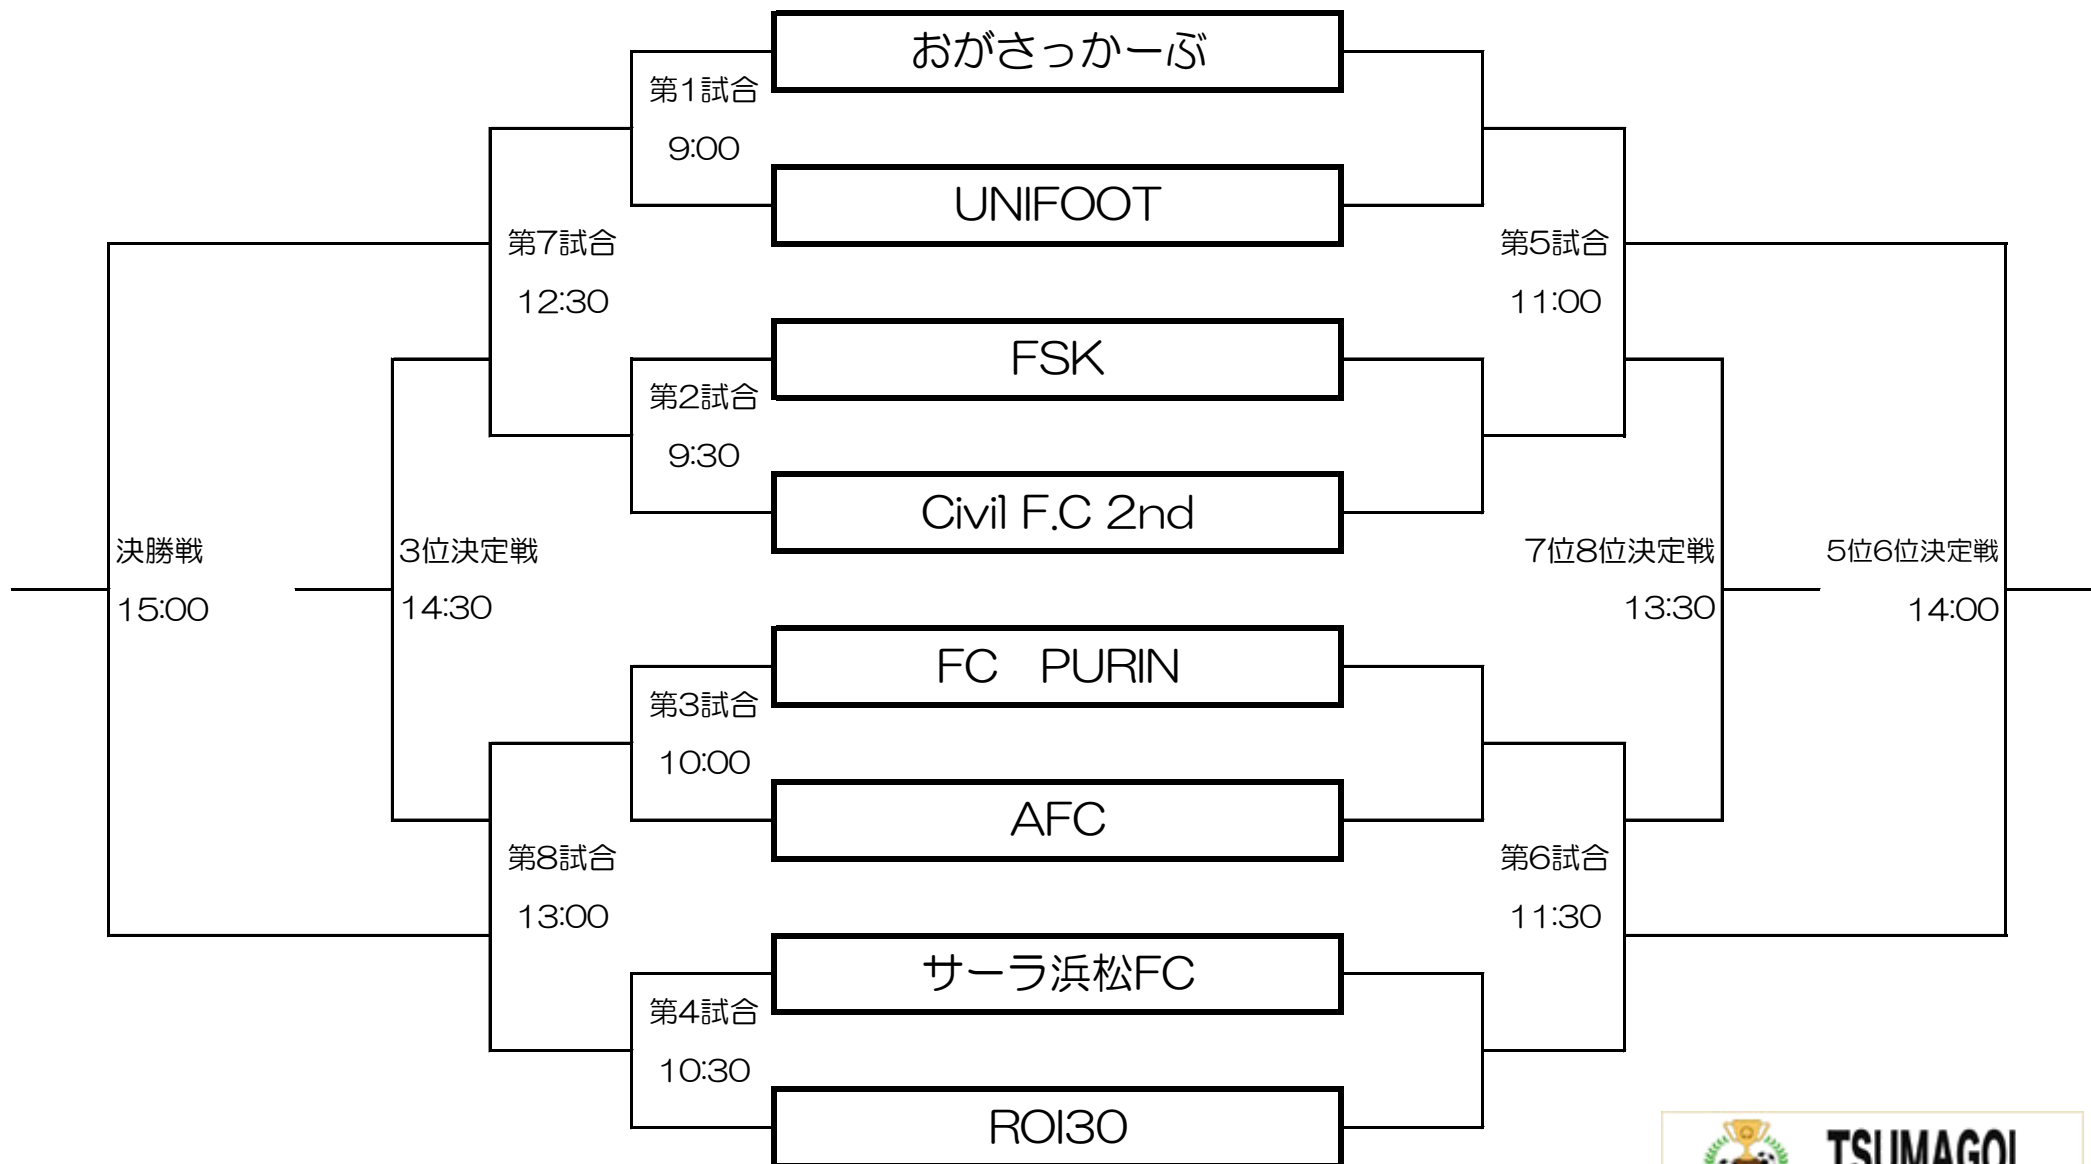 おがさっかーぶ
第1試合
9:00
UNIFOOT
第7試合
12:30
第5試合
11:00
FSK
第2試合
9:30
Civil F.C 2nd
決勝戦
15:00
3位決定戦
14:30
7位8位決定戦
13:30
5位6位決定戦
14:00
FC　PURIN
第3試合
10:00
AFC
第8試合
13:00
第6試合
11:30
サーラ浜松FC
第4試合
10:30
ROI30
TSUMAGOI